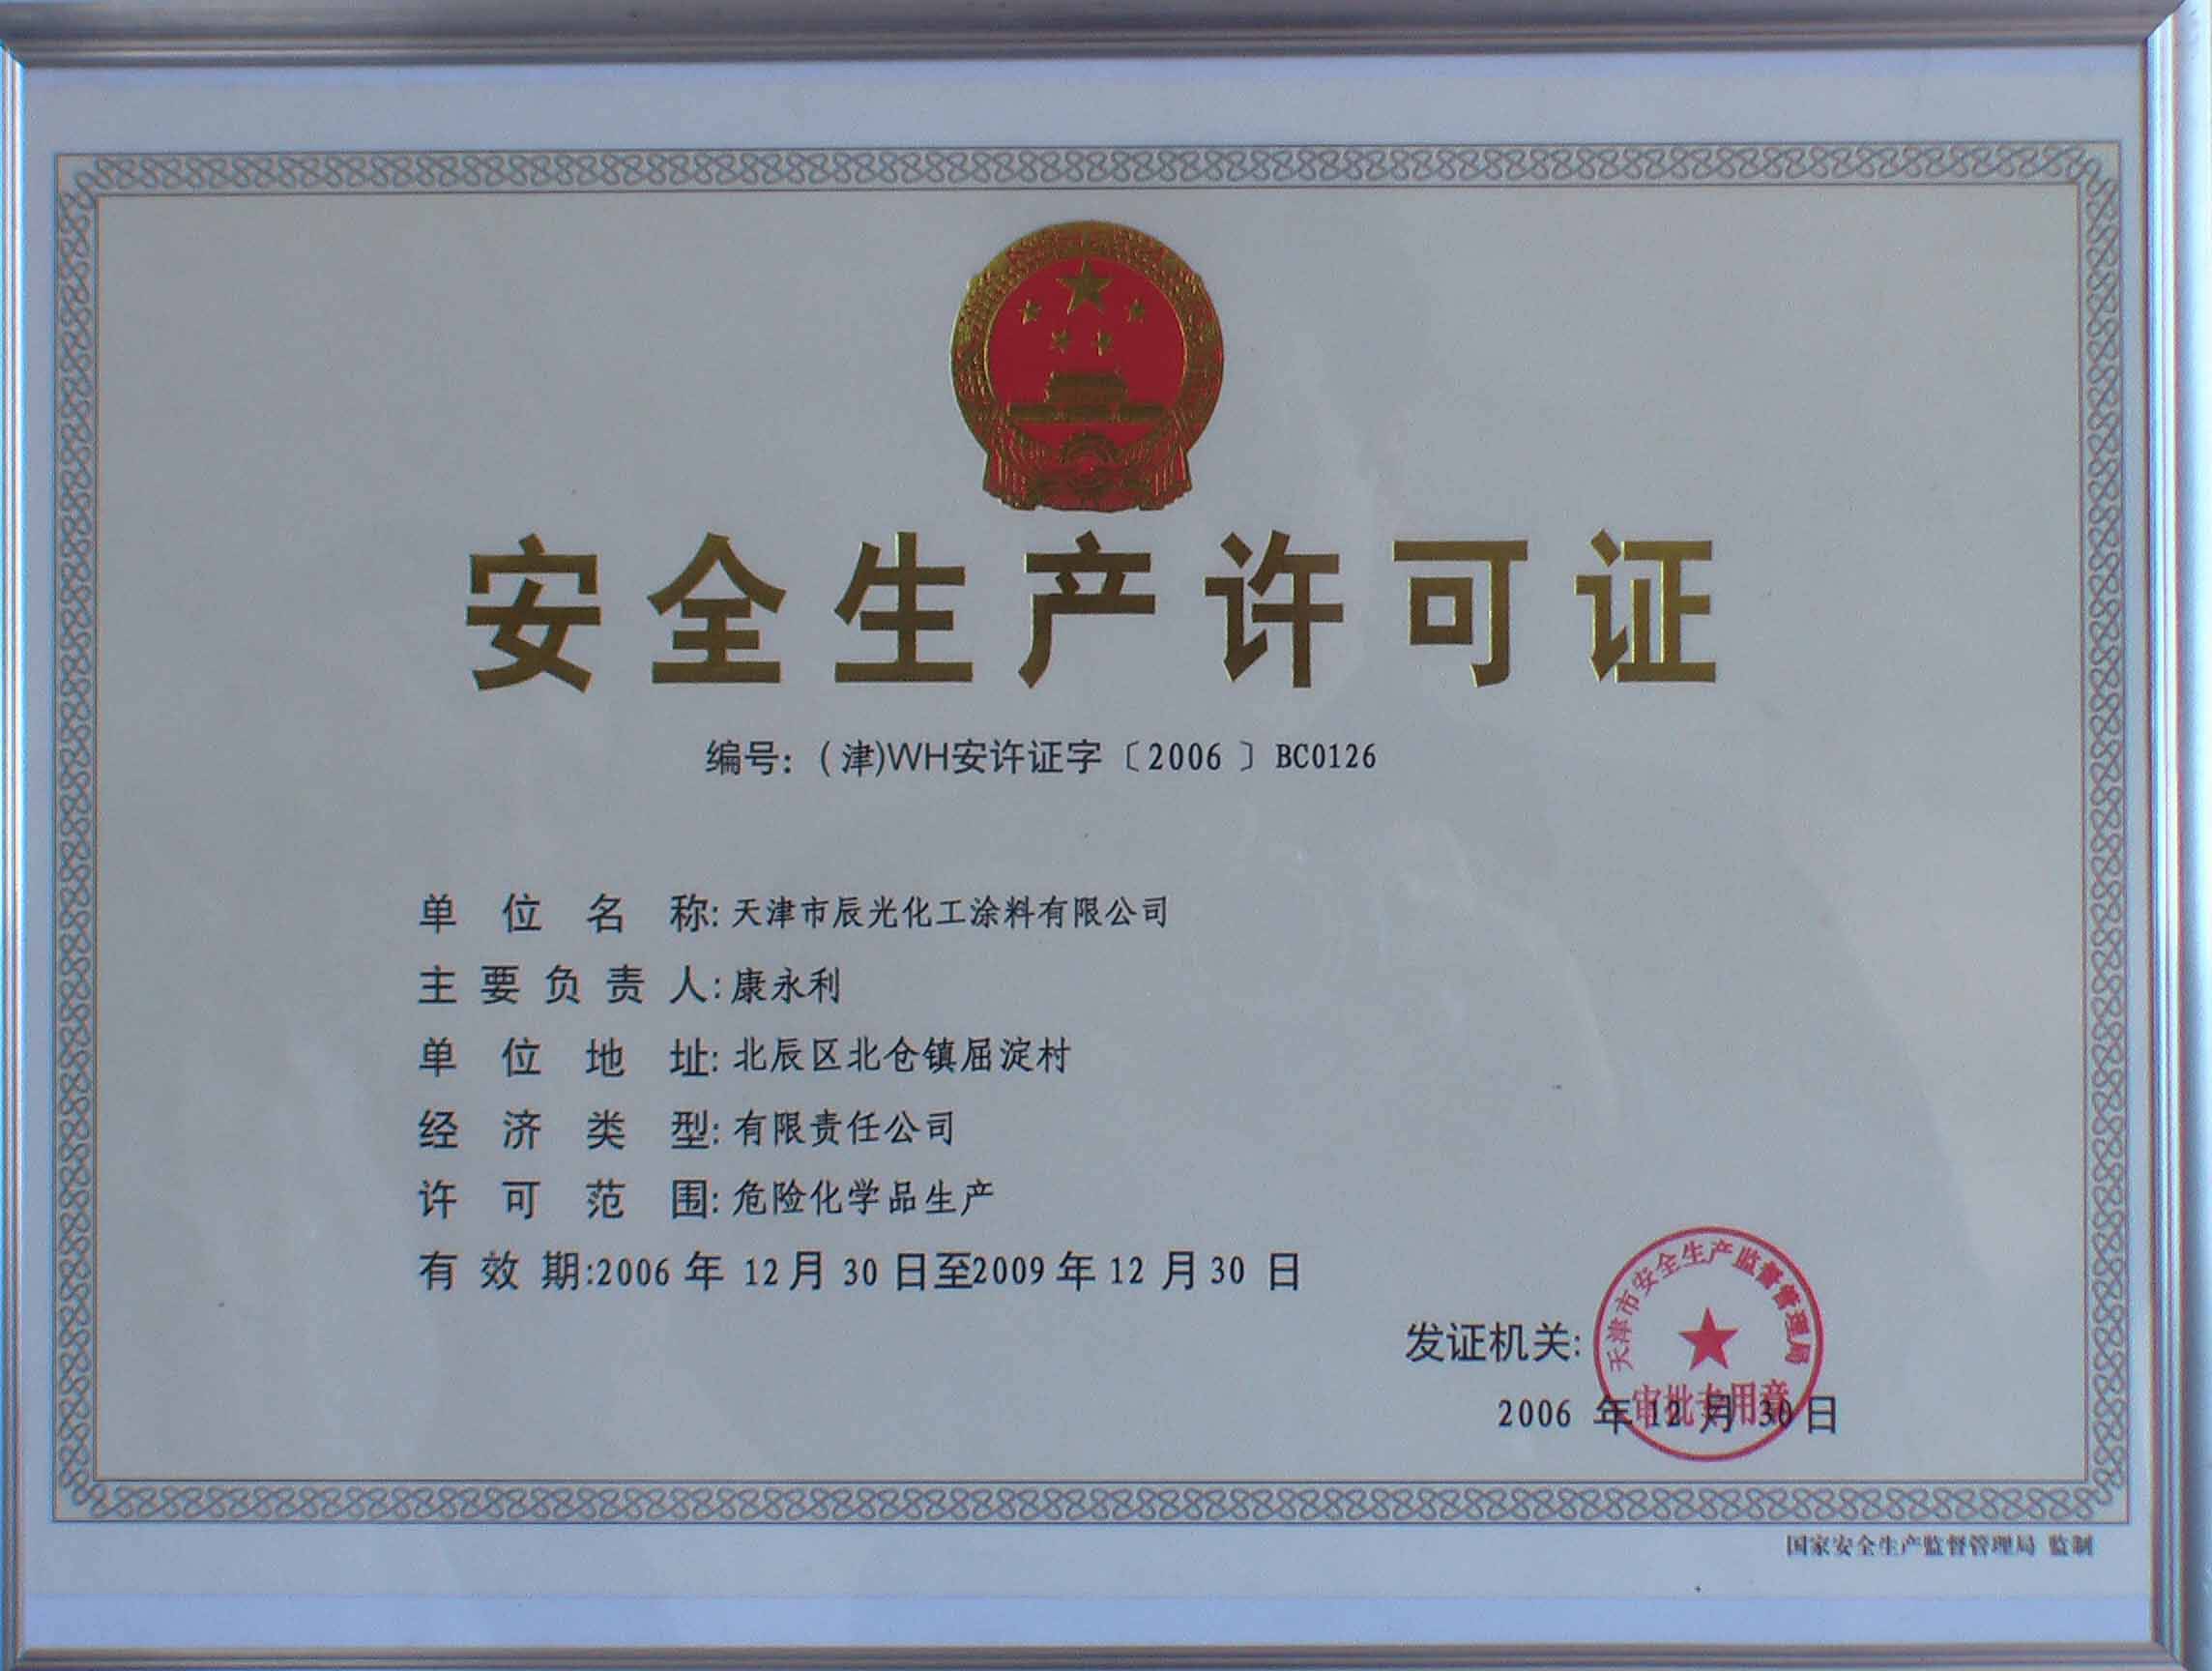 安全生产许可证
编号:(津)WH安许证字〔2006〕BC0126
单位名称:天津市辰光化工涂料有限公司
主要负责人:康永利
单位地址:北辰区北仓镇屈淀村
经济类型:有限责任公司
许可范围:危险化学品生产
有效期:2006年12月30日至2009年12月30日
发证机关:
天津市安全生产监督管理局
审批专用章
2006年12月30日
国家安全生产监督管理局 监制